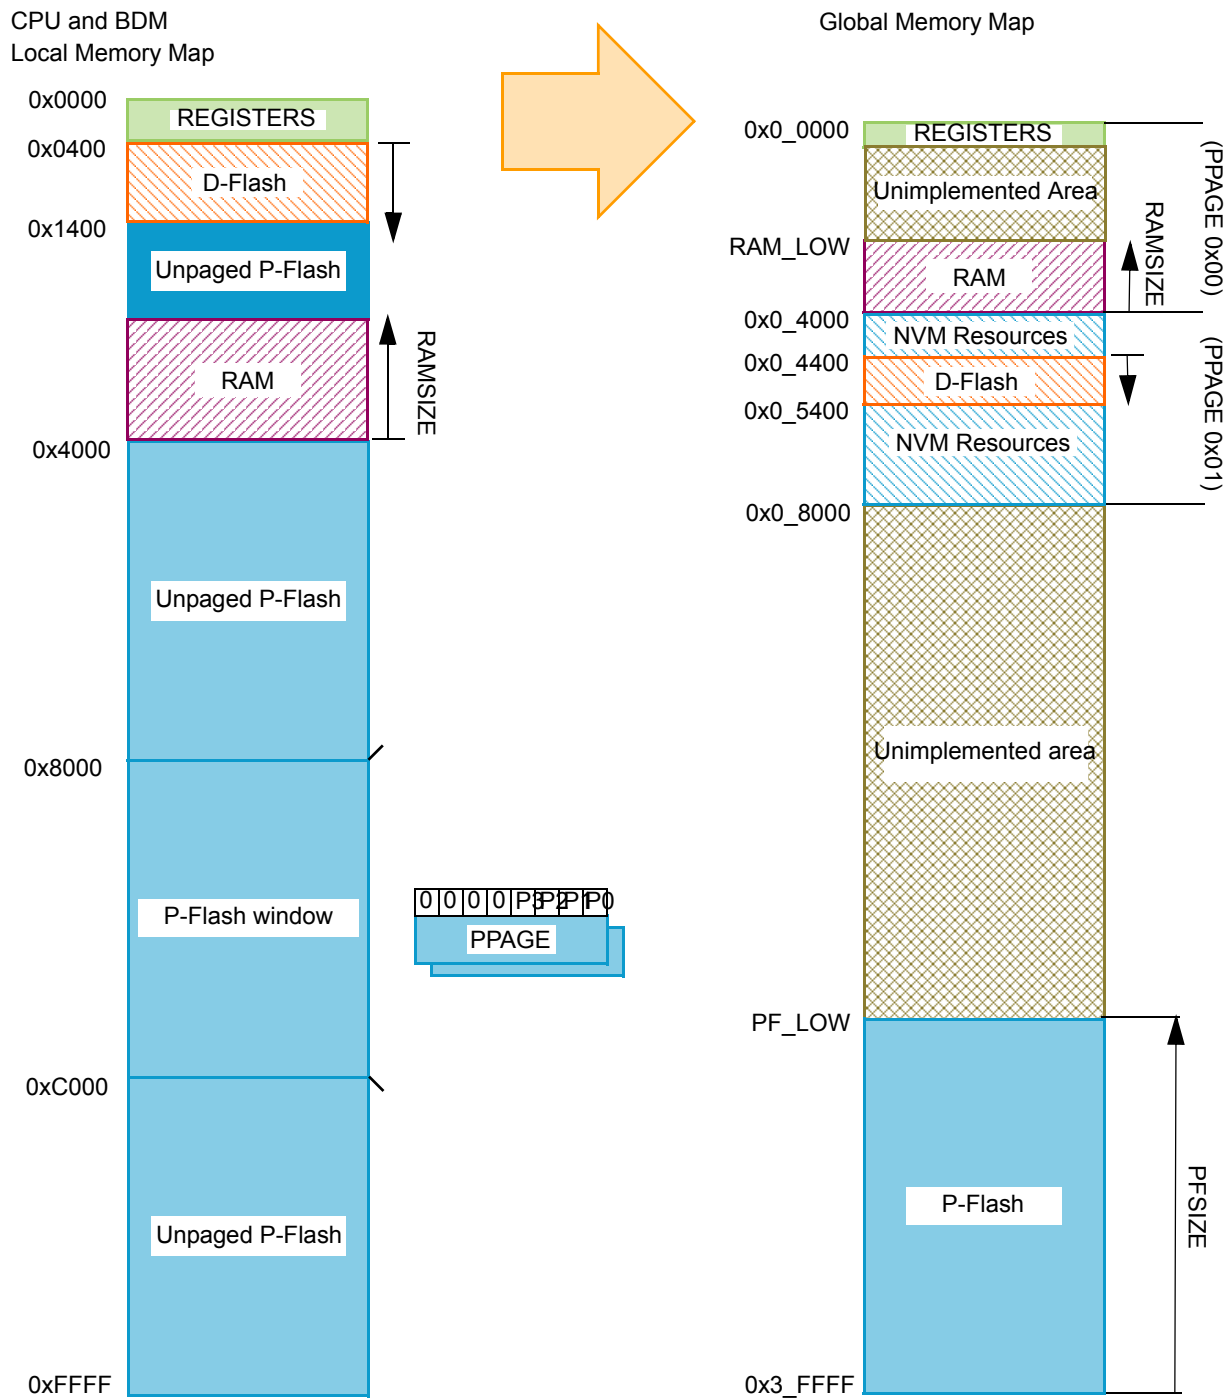 CPU and BDM
Local Memory Map
0x0000
REGISTERS
0x0400
D-Flash
0x1400
Unpaged P-Flash
RAM
RAMSIZE
0x4000
Unpaged P-Flash
0x8000
P-Flash window
0 0 0 0 P3 P2 P1 P0
PPAGE
0xC000
Unpaged P-Flash
0xFFFF
Global Memory Map
0x0_0000
REGISTERS
Unimplemented Area
(PPAGE 0x00)
RAM_LOW
RAM
RAMSIZE
0x0_4000
NVM Resources
0x0_4400
D-Flash
0x0_5400
NVM Resources
(PPAGE 0x01)
0x0_8000
Unimplemented area
PF_LOW
P-Flash
PFSIZE
0x3_FFFF